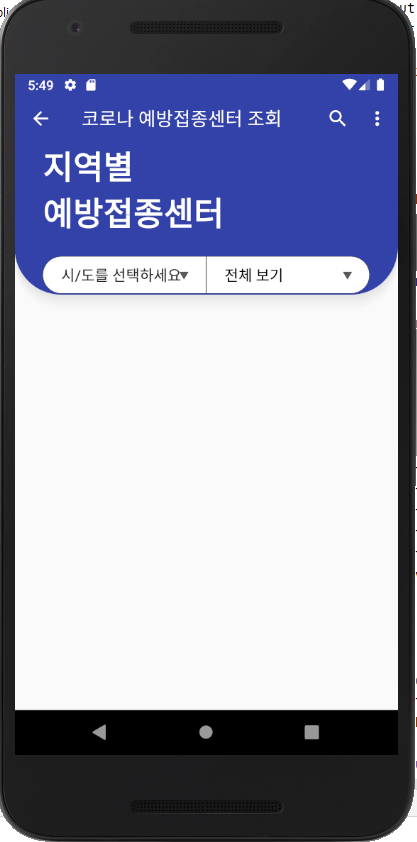 5:49
코로나 예방접종센터 조회
지역별
예방접종센터
시/도를 선택하세요
전체 보기